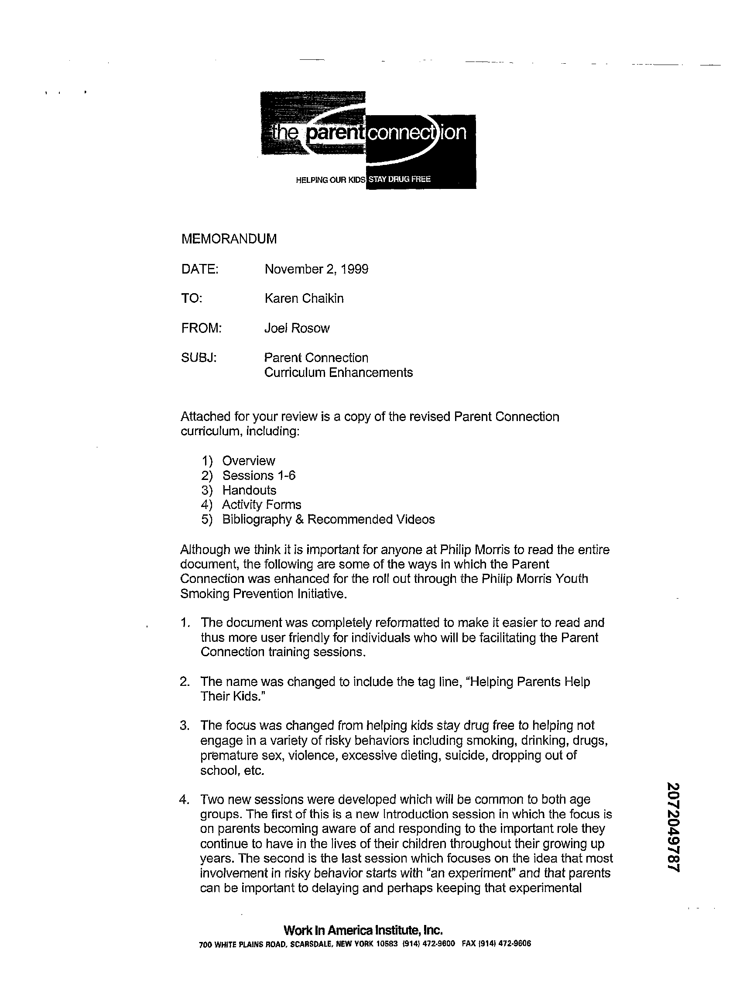 the parent connection
HELPING OUR KIDS STAY DRUG FREE
MEMORANDUM
DATE: November 2, 1999
TO: Karen Chaikin
FROM: Joel Rosow
SUBJ: Parent Connection
Curriculum Enhancements
Attached for your review is a copy of the revised Parent Connection
curriculum, including:
1) Overview
2) Sessions 1-6
3) Handouts
4) Activity Forms
5) Bibliography & Recommended Videos
Although we think it is important for anyone at Philip Morris to read the entire
document, the following are some of the ways in which the Parent
Connection was enhanced for the roll out through the Philip Morris Youth
Smoking Prevention Initiative.
1. The document was completely reformatted to make it easier to read and
thus more user friendly for individuals who will be facilitating the Parent
Connection training sessions.
2. The name was changed to include the tag line, "Helping Parents Help
Their Kids."
3. The focus was changed from helping kids stay drug free to helping not
engage in a variety of risky behaviors including smoking, drinking, drugs,
premature sex, violence, excessive dieting, suicide, dropping out of
school, etc.
4. Two new sessions were developed which will be common to both age
groups. The first of this is a new Introduction session in which the focus is
on parents becoming aware of and responding to the important role they
continue to have in the lives of their children throughout their growing up
years. The second is the last session which focuses on the idea that most
involvement in risky behavior starts with "an experiment" and that parents
can be important to delaying and perhaps keeping that experimental
2072049787
Work In America Institute, Inc.
700 WHITE PLAINS ROAD, SCARSDALE, NEW YORK 10583 (914) 472-9600 FAX (914) 472-9606